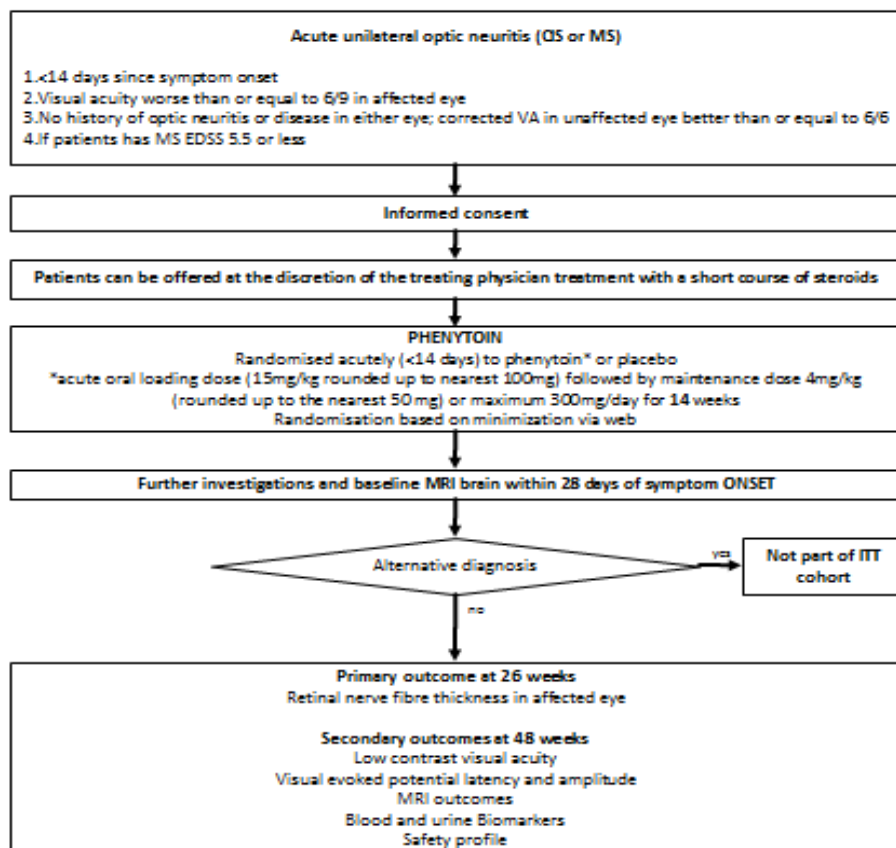 Acute unilateral optic neuritis (CIS or MS)
1.<14 days since symptom onset
2.Visual acuity worse than or equal to 6/9 in affected eye
3.No history of optic neuritis or disease in either eye; corrected VA in unaffected eye better than or equal to 6/6
4.If patients has MS EDSS 5.5 or less
Informed consent
Patients can be offered at the discretion of the treating physician treatment with a short course of steroids
PHENYTOIN
Randomised acutely (<14 days) to phenytoin* or placebo
*acute oral loading dose (15mg/kg rounded up to nearest 100mg) followed by maintenance dose 4mg/kg
(rounded up to the nearest 50 mg) or maximum 300mg/day for 14 weeks
Randomisation based on minimization via web
Further investigations and baseline MRI brain within 28 days of symptom ONSET
Alternative diagnosis
yes
Not part of ITT
cohort
no
Primary outcome at 26 weeks
Retinal nerve fibre thickness in affected eye
Secondary outcomes at 48 weeks
Low contrast visual acuity
Visual evoked potential latency and amplitude
MRI outcomes
Blood and urine Biomarkers
Safety profile